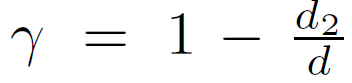 γ = 1 − d₂/d